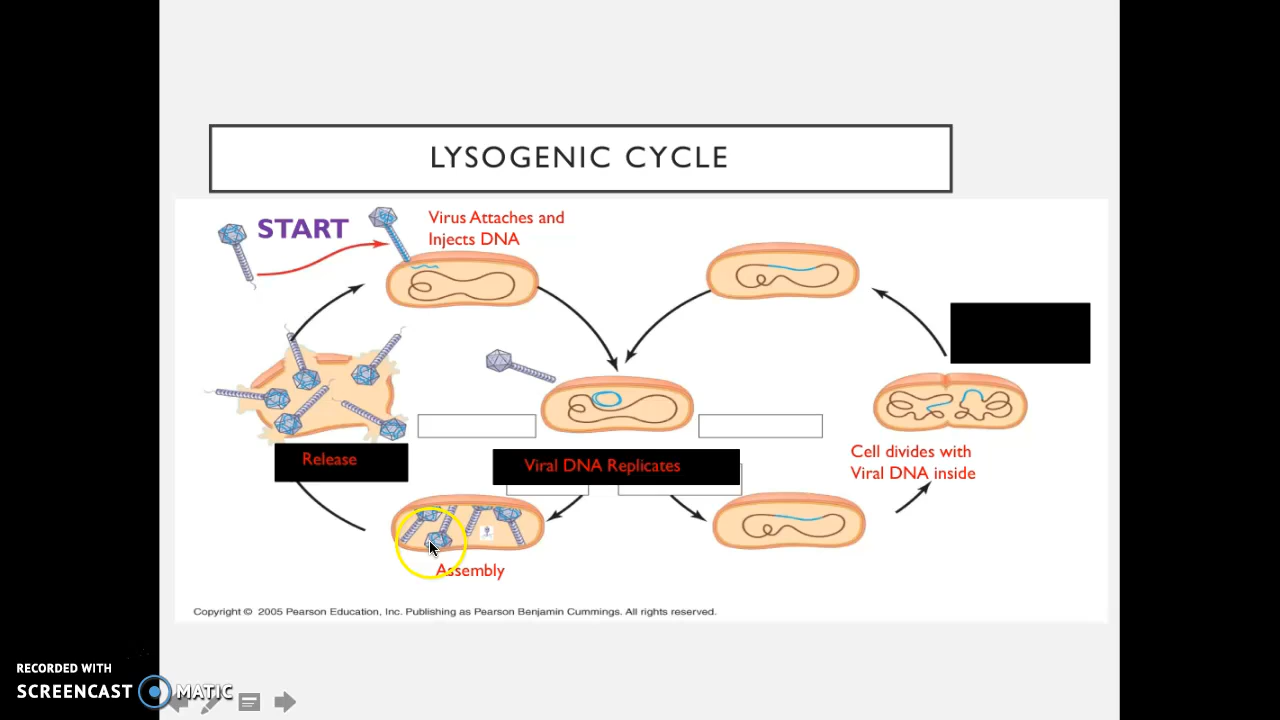 LYSOGENIC CYCLE
START
Virus Attaches and
Injects DNA
Release
Viral DNA Replicates
Cell divides with
Viral DNA inside
Assembly
Copyright © 2005 Pearson Education, Inc. Publishing as Pearson Benjamin Cummings. All rights reserved.
RECORDED WITH
SCREENCAST MATIC